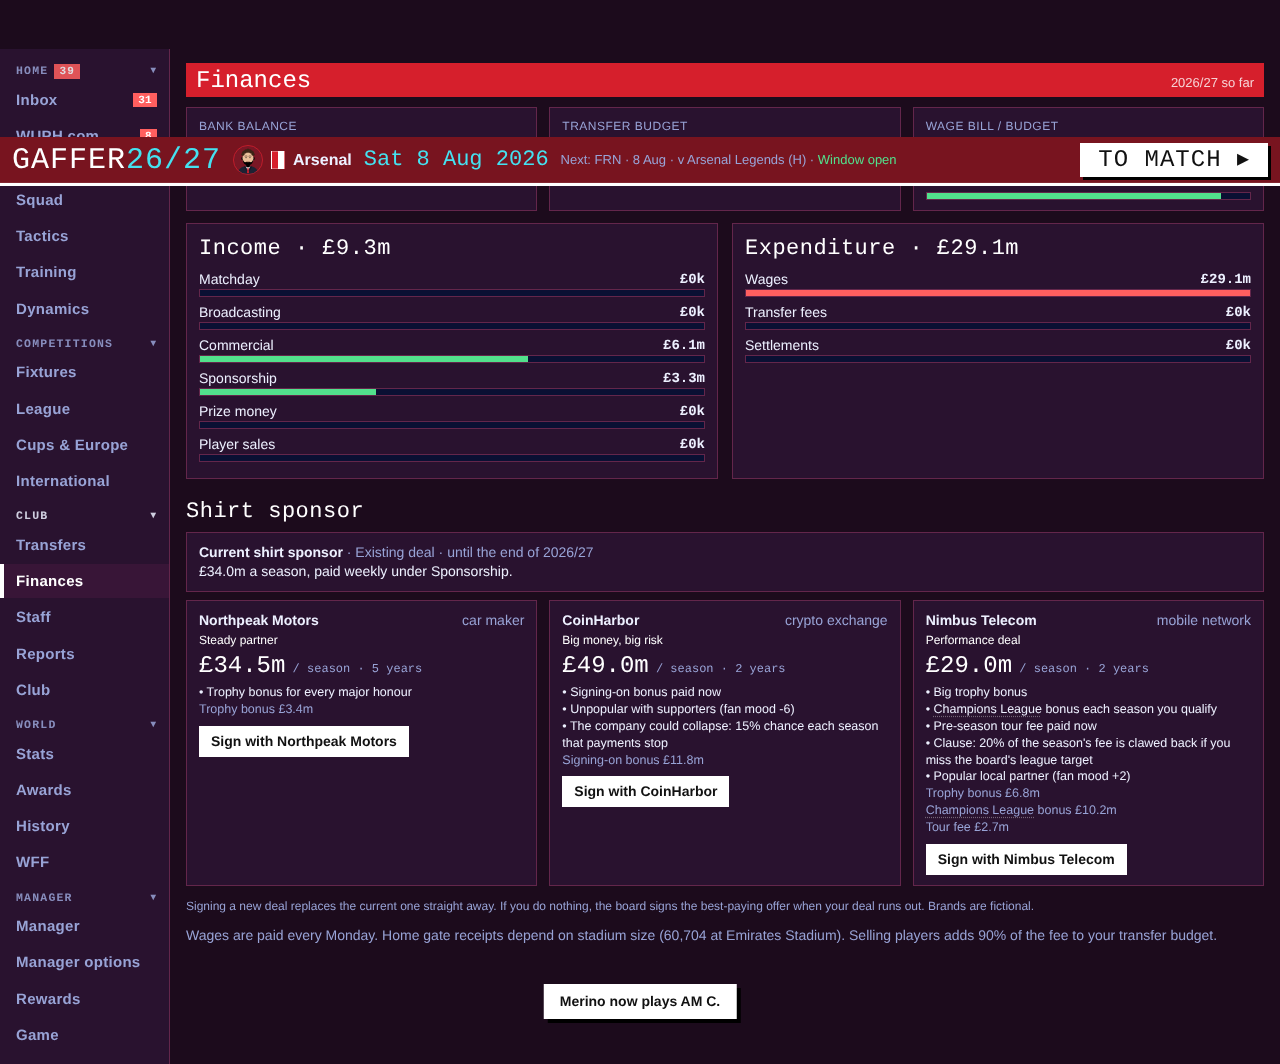 HOME 39 ▼
Inbox 31
WURH.com 8
GAFFER26/27 Arsenal Sat 8 Aug 2026 Next: FRN · 8 Aug · v Arsenal Legends (H) · Window open TO MATCH ►
Squad
Tactics
Training
Dynamics
COMPETITIONS ▼
Fixtures
League
Cups & Europe
International
CLUB ▼
Transfers
Finances
Staff
Reports
Club
WORLD ▼
Stats
Awards
History
WFF
MANAGER ▼
Manager
Manager options
Rewards
Game
Finances 2026/27 so far
BANK BALANCE
TRANSFER BUDGET
WAGE BILL / BUDGET
Income · £9.3m
Matchday £0k
Broadcasting £0k
Commercial £6.1m
Sponsorship £3.3m
Prize money £0k
Player sales £0k
Expenditure · £29.1m
Wages £29.1m
Transfer fees £0k
Settlements £0k
Shirt sponsor
Current shirt sponsor · Existing deal · until the end of 2026/27
£34.0m a season, paid weekly under Sponsorship.
Northpeak Motors car maker
Steady partner
£34.5m / season · 5 years
• Trophy bonus for every major honour
Trophy bonus £3.4m
Sign with Northpeak Motors
CoinHarbor crypto exchange
Big money, big risk
£49.0m / season · 2 years
• Signing-on bonus paid now
• Unpopular with supporters (fan mood -6)
• The company could collapse: 15% chance each season
that payments stop
Signing-on bonus £11.8m
Sign with CoinHarbor
Nimbus Telecom mobile network
Performance deal
£29.0m / season · 2 years
• Big trophy bonus
• Champions League bonus each season you qualify
• Pre-season tour fee paid now
• Clause: 20% of the season's fee is clawed back if you
miss the board's league target
• Popular local partner (fan mood +2)
Trophy bonus £6.8m
Champions League bonus £10.2m
Tour fee £2.7m
Sign with Nimbus Telecom
Signing a new deal replaces the current one straight away. If you do nothing, the board signs the best-paying offer when your deal runs out. Brands are fictional.
Wages are paid every Monday. Home gate receipts depend on stadium size (60,704 at Emirates Stadium). Selling players adds 90% of the fee to your transfer budget.
Merino now plays AM C.